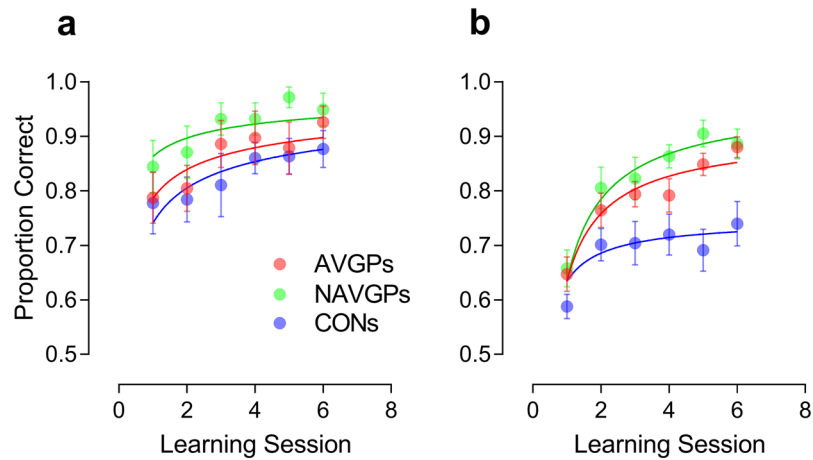 a
b
1.0
0.9
0.8
0.7
0.6
0.5
Proportion Correct
AVGPs
NAVGPs
CONs
0 2 4 6 8
Learning Session
1.0
0.9
0.8
0.7
0.6
0.5
0 2 4 6 8
Learning Session